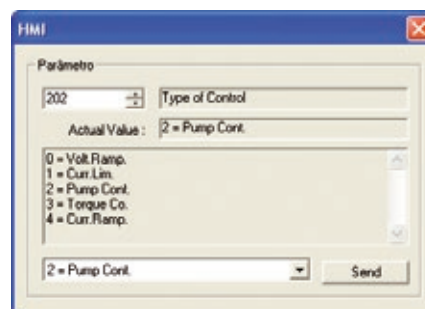 HMI
Parâmetro
202 Type of Control
Actual Value : 2 = Pump Cont.
0 = Volt.Ramp.
1 = Curr.Lim.
2 = Pump Cont.
3 = Torque Co.
4 = Curr.Ramp.
2 = Pump Cont. Send